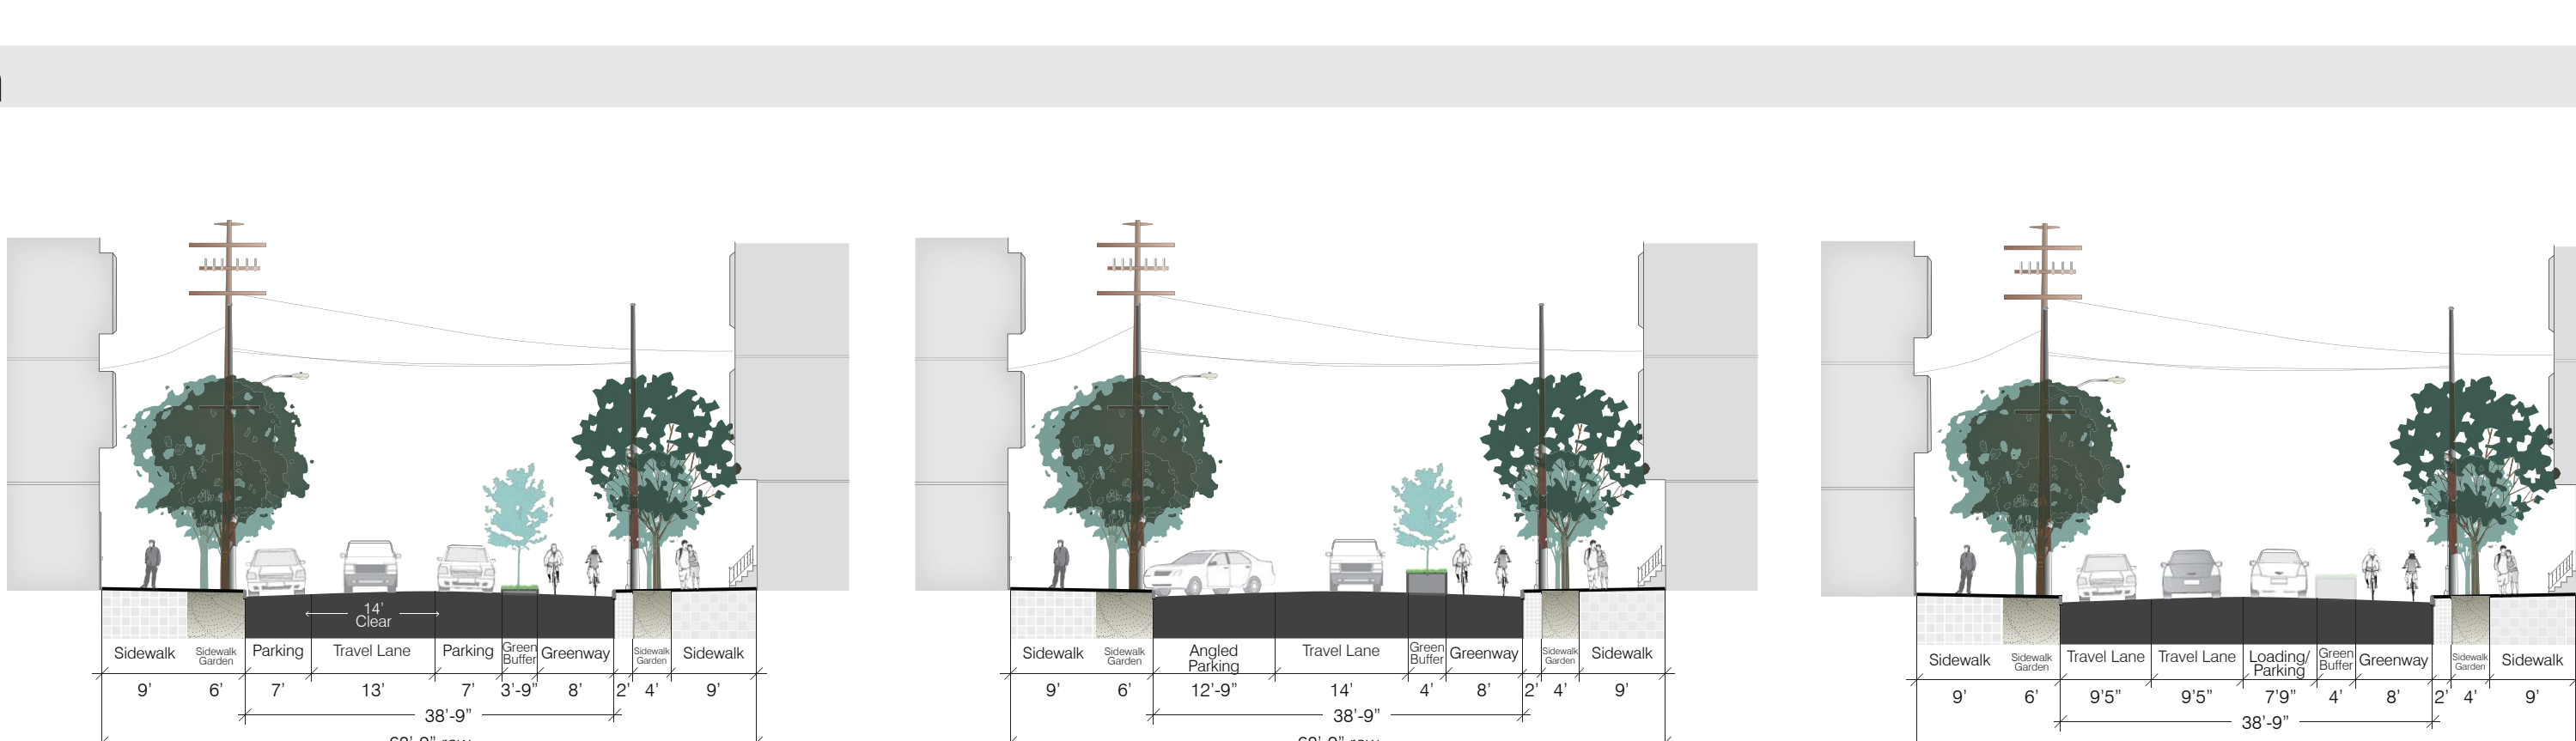 14’
Clear
Sidewalk
Sidewalk
Garden
Parking
Travel Lane
Parking
Green
Buffer
Greenway
Sidewalk
Garden
Sidewalk
9’ 6’ 7’ 13’ 7’ 3’-9” 8’ 2’ 4’ 9’
38’-9”
Sidewalk
Sidewalk
Garden
Angled
Parking
Travel Lane
Green
Buffer
Greenway
Sidewalk
Garden
Sidewalk
9’ 6’ 12’-9” 14’ 4’ 8’ 2’ 4’ 9’
38’-9”
Sidewalk
Sidewalk
Garden
Travel Lane
Travel Lane
Loading/
Parking
Green
Buffer
Greenway
Sidewalk
Garden
Sidewalk
9’ 6’ 9’5” 9’5” 7’9” 4’ 8’ 2’ 4’ 9’
38’-9”